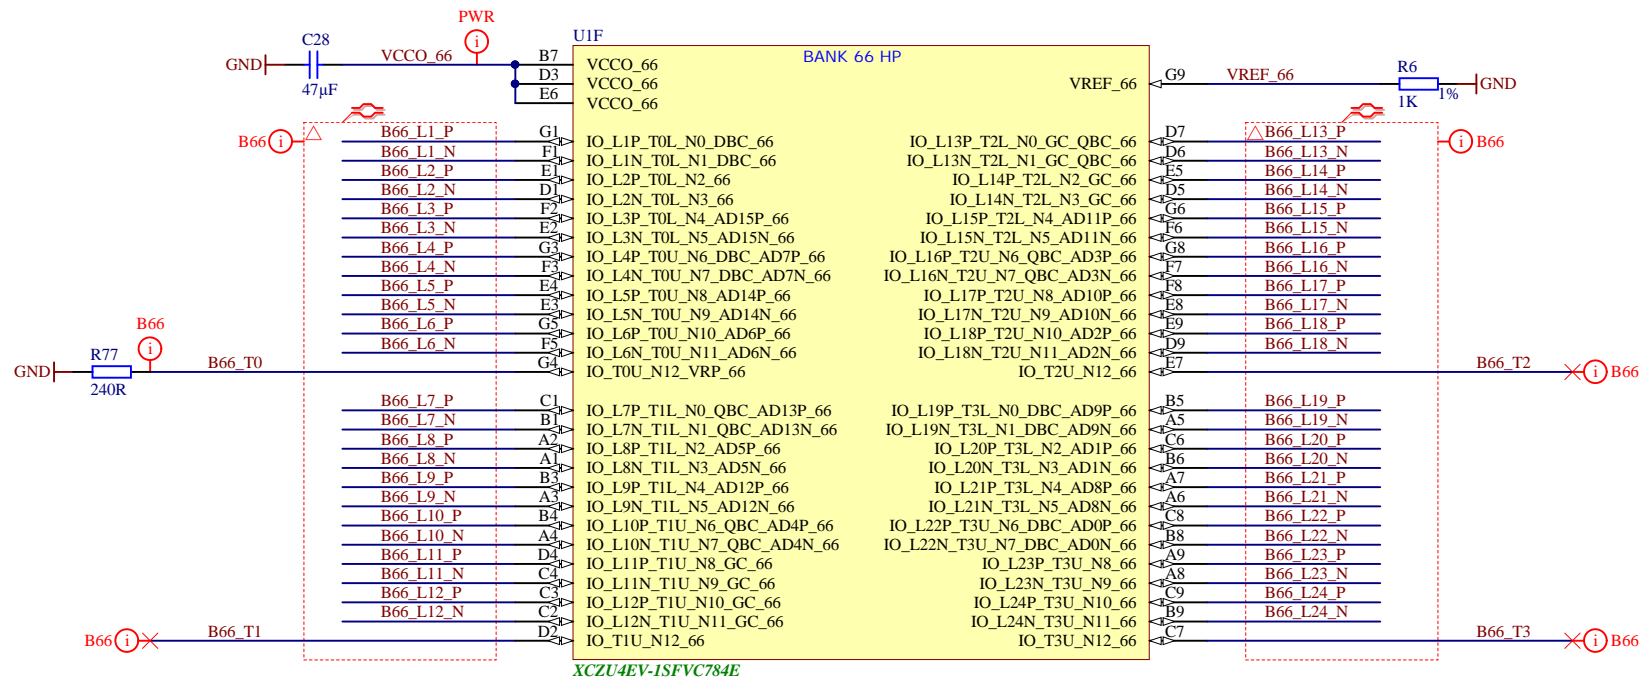 PWR
C28
U1F
GND
VCCO_66
B7
VCCO_66
BANK 66 HP
47µF
D3
VCCO_66
VREF_66
G9
VREF_66
R6
GND
1K
1%
E6
VCCO_66
B66
B66_L1_P
G1
IO_L1P_T0L_N0_DBC_66
IO_L13P_T2L_N0_GC_QBC_66
D7
B66_L13_P
B66
B66_L1_N
F1
IO_L1N_T0L_N1_DBC_66
IO_L13N_T2L_N1_GC_QBC_66
D6
B66_L13_N
B66_L2_P
E1
IO_L2P_T0L_N2_66
IO_L14P_T2L_N2_GC_66
E5
B66_L14_P
B66_L2_N
D1
IO_L2N_T0L_N3_66
IO_L14N_T2L_N3_GC_66
D5
B66_L14_N
B66_L3_P
F2
IO_L3P_T0L_N4_AD15P_66
IO_L15P_T2L_N4_AD11P_66
G6
B66_L15_P
B66_L3_N
E2
IO_L3N_T0L_N5_AD15N_66
IO_L15N_T2L_N5_AD11N_66
F6
B66_L15_N
B66_L4_P
G3
IO_L4P_T0U_N6_DBC_AD7P_66
IO_L16P_T2U_N6_QBC_AD3P_66
G8
B66_L16_P
B66_L4_N
F3
IO_L4N_T0U_N7_DBC_AD7N_66
IO_L16N_T2U_N7_QBC_AD3N_66
F7
B66_L16_N
B66_L5_P
E4
IO_L5P_T0U_N8_AD14P_66
IO_L17P_T2U_N8_AD10P_66
F8
B66_L17_P
B66_L5_N
E3
IO_L5N_T0U_N9_AD14N_66
IO_L17N_T2U_N9_AD10N_66
E8
B66_L17_N
B66_L6_P
G5
IO_L6P_T0U_N10_AD6P_66
IO_L18P_T2U_N10_AD2P_66
E9
B66_L18_P
B66_L6_N
F5
IO_L6N_T0U_N11_AD6N_66
IO_L18N_T2U_N11_AD2N_66
D9
B66_L18_N
B66
R77
GND
240R
B66_T0
G4
IO_T0U_N12_VRP_66
IO_T2U_N12_66
E7
B66_T2
B66
B66_L7_P
C1
IO_L7P_T1L_N0_QBC_AD13P_66
IO_L19P_T3L_N0_DBC_AD9P_66
B5
B66_L19_P
B66_L7_N
B1
IO_L7N_T1L_N1_QBC_AD13N_66
IO_L19N_T3L_N1_DBC_AD9N_66
A5
B66_L19_N
B66_L8_P
A2
IO_L8P_T1L_N2_AD5P_66
IO_L20P_T3L_N2_AD1P_66
C6
B66_L20_P
B66_L8_N
A1
IO_L8N_T1L_N3_AD5N_66
IO_L20N_T3L_N3_AD1N_66
B6
B66_L20_N
B66_L9_P
B3
IO_L9P_T1L_N4_AD12P_66
IO_L21P_T3L_N4_AD8P_66
A7
B66_L21_P
B66_L9_N
A3
IO_L9N_T1L_N5_AD12N_66
IO_L21N_T3L_N5_AD8N_66
A6
B66_L21_N
B66_L10_P
B4
IO_L10P_T1U_N6_QBC_AD4P_66
IO_L22P_T3U_N6_DBC_AD0P_66
C8
B66_L22_P
B66_L10_N
A4
IO_L10N_T1U_N7_QBC_AD4N_66
IO_L22N_T3U_N7_DBC_AD0N_66
B8
B66_L22_N
B66_L11_P
D4
IO_L11P_T1U_N8_GC_66
IO_L23P_T3U_N8_66
A9
B66_L23_P
B66_L11_N
C4
IO_L11N_T1U_N9_GC_66
IO_L23N_T3U_N9_66
A8
B66_L23_N
B66_L12_P
C3
IO_L12P_T1U_N10_GC_66
IO_L24P_T3U_N10_66
C9
B66_L24_P
B66_L12_N
C2
IO_L12N_T1U_N11_GC_66
IO_L24N_T3U_N11_66
B9
B66_L24_N
B66
B66_T1
D2
IO_T1U_N12_66
IO_T3U_N12_66
C7
B66_T3
B66
XCZU4EV-1SFVC784E